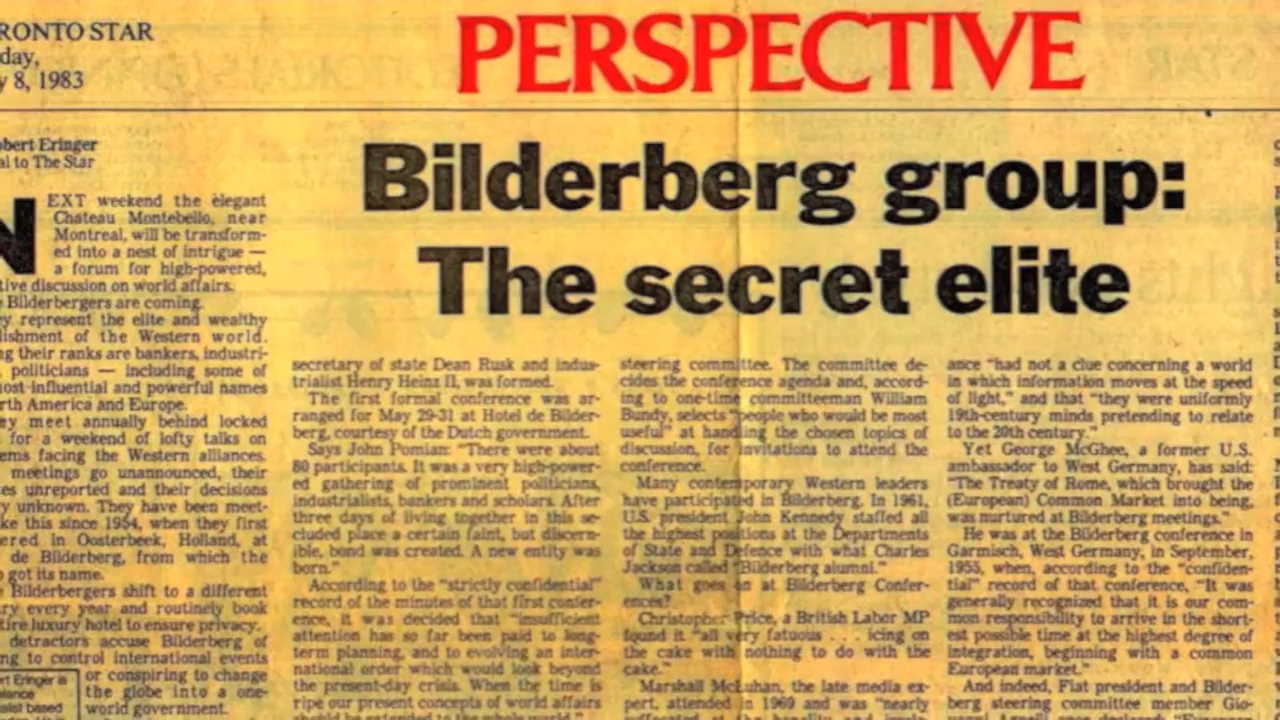 RONTO STAR
day,
y 8, 1983
PERSPECTIVE
Bilderberg group:
The secret elite
obert Eringer
al to The Star
N
EXT weekend the elegant
Chateau Montebello, near
Montreal, will be transform-
ed into a nest of intrigue —
a forum for high-powered,
tive discussion on world affairs.
e Bilderbergers are coming.
ey represent the elite and wealthy
lishment of the Western world.
ng their ranks are bankers, industri-
, politicians — including some of
most influential and powerful names
rth America and Europe.
ey meet annually behind locked
for a weekend of lofty talks on
ems facing the Western alliances.
meetings go unannounced, their
es unreported and their decisions
y unknown. They have been meet-
ke this since 1954, when they first
ered in Oosterbeek, Holland, at
de Bilderberg, from which the
p got its name.
e Bilderbergers shift to a different
ry every year and routinely book
tire luxury hotel to ensure privacy.
detractors accuse Bilderberg of
ng to control international events
or conspiring to change
the globe into a one-
world government.
rt Eringer is
elance
alist based
secretary of state Dean Rusk and indus-
trialist Henry Heinz II, was formed.
The first formal conference was ar-
ranged for May 29-31 at Hotel de Bilder-
berg, courtesy of the Dutch government.
Says John Pomian: "There were about
80 participants. It was a very high-power-
ed gathering of prominent politicians,
industrialists, bankers and scholars. After
three days of living together in this se-
cluded place a certain faint, but discern-
ible, bond was created. A new entity was
born."
According to the "strictly confidential"
record of the minutes of that first confer-
ence, it was decided that "insufficient
attention has so far been paid to long-
term planning, and to evolving an inter-
national order which would look beyond
the present-day crisis. When the time is
ripe our present concepts of world affairs
should be extended to the whole world."
steering committee. The committee de-
cides the conference agenda and, accord-
ing to one-time committeeman William
Bundy, selects "people who would be most
useful" at handling the chosen topics of
discussion, for invitations to attend the
conference.
Many contemporary Western leaders
have participated in Bilderberg. In 1961,
U.S. president John Kennedy staffed all
the highest positions at the Departments
of State and Defence with what Charles
Jackson called "Bilderberg alumni."
What goes on at Bilderberg Confer-
ences?
Christopher Price, a British Labor MP
found it "all very fatuous . . . icing on
the cake with nothing to do with the
cake."
Marshall McLuhan, the late media ex-
pert, attended in 1969 and was "nearly
suffocated at the banality and
ance "had not a clue concerning a world
in which information moves at the speed
of light," and that "they were uniformly
19th-century minds pretending to relate
to the 20th century."
Yet George McGhee, a former U.S.
ambassador to West Germany, has said:
"The Treaty of Rome, which brought the
(European) Common Market into being,
was nurtured at Bilderberg meetings."
He was at the Bilderberg conference in
Garmisch, West Germany, in September,
1955, when, according to the "confiden-
tial" record of that conference, "It was
generally recognized that it is our com-
mon responsibility to arrive in the short-
est possible time at the highest degree of
integration, beginning with a common
European market."
And indeed, Fiat president and Bilder-
berg steering committee member Gio-